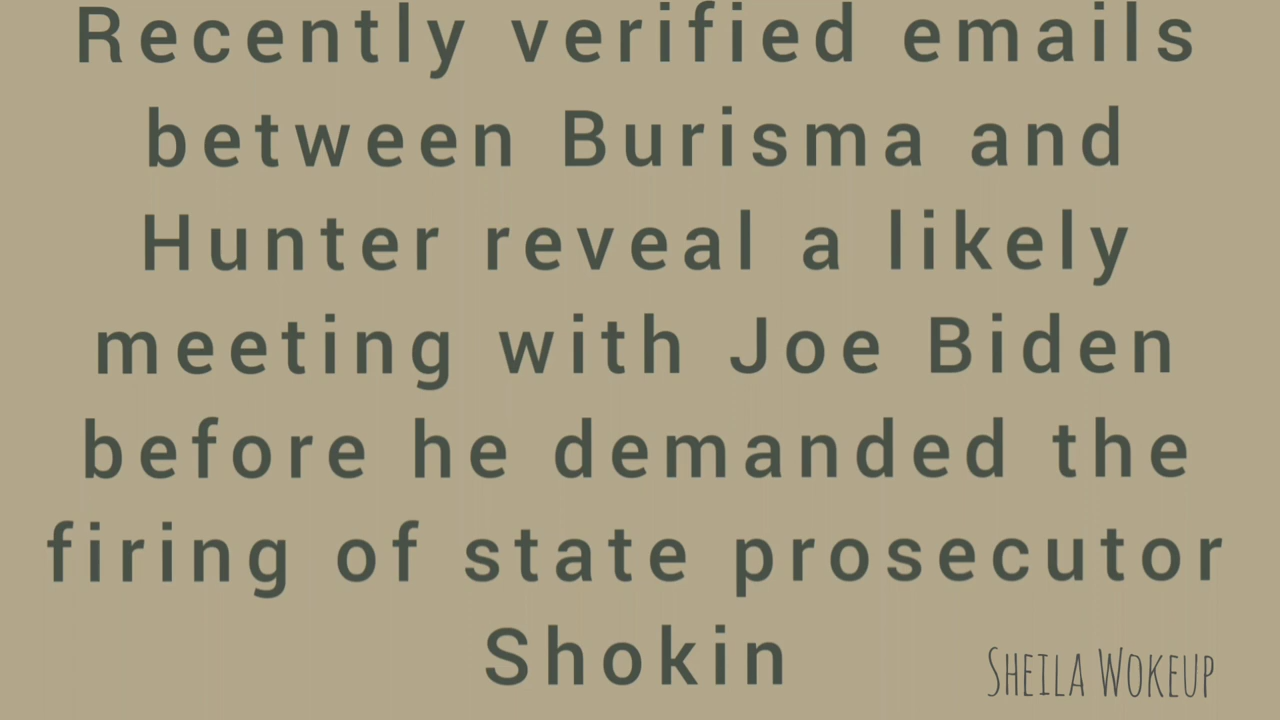 Recently verified emails
between Burisma and
Hunter reveal a likely
meeting with Joe Biden
before he demanded the
firing of state prosecutor
Shokin
SHEILA WOKEUP